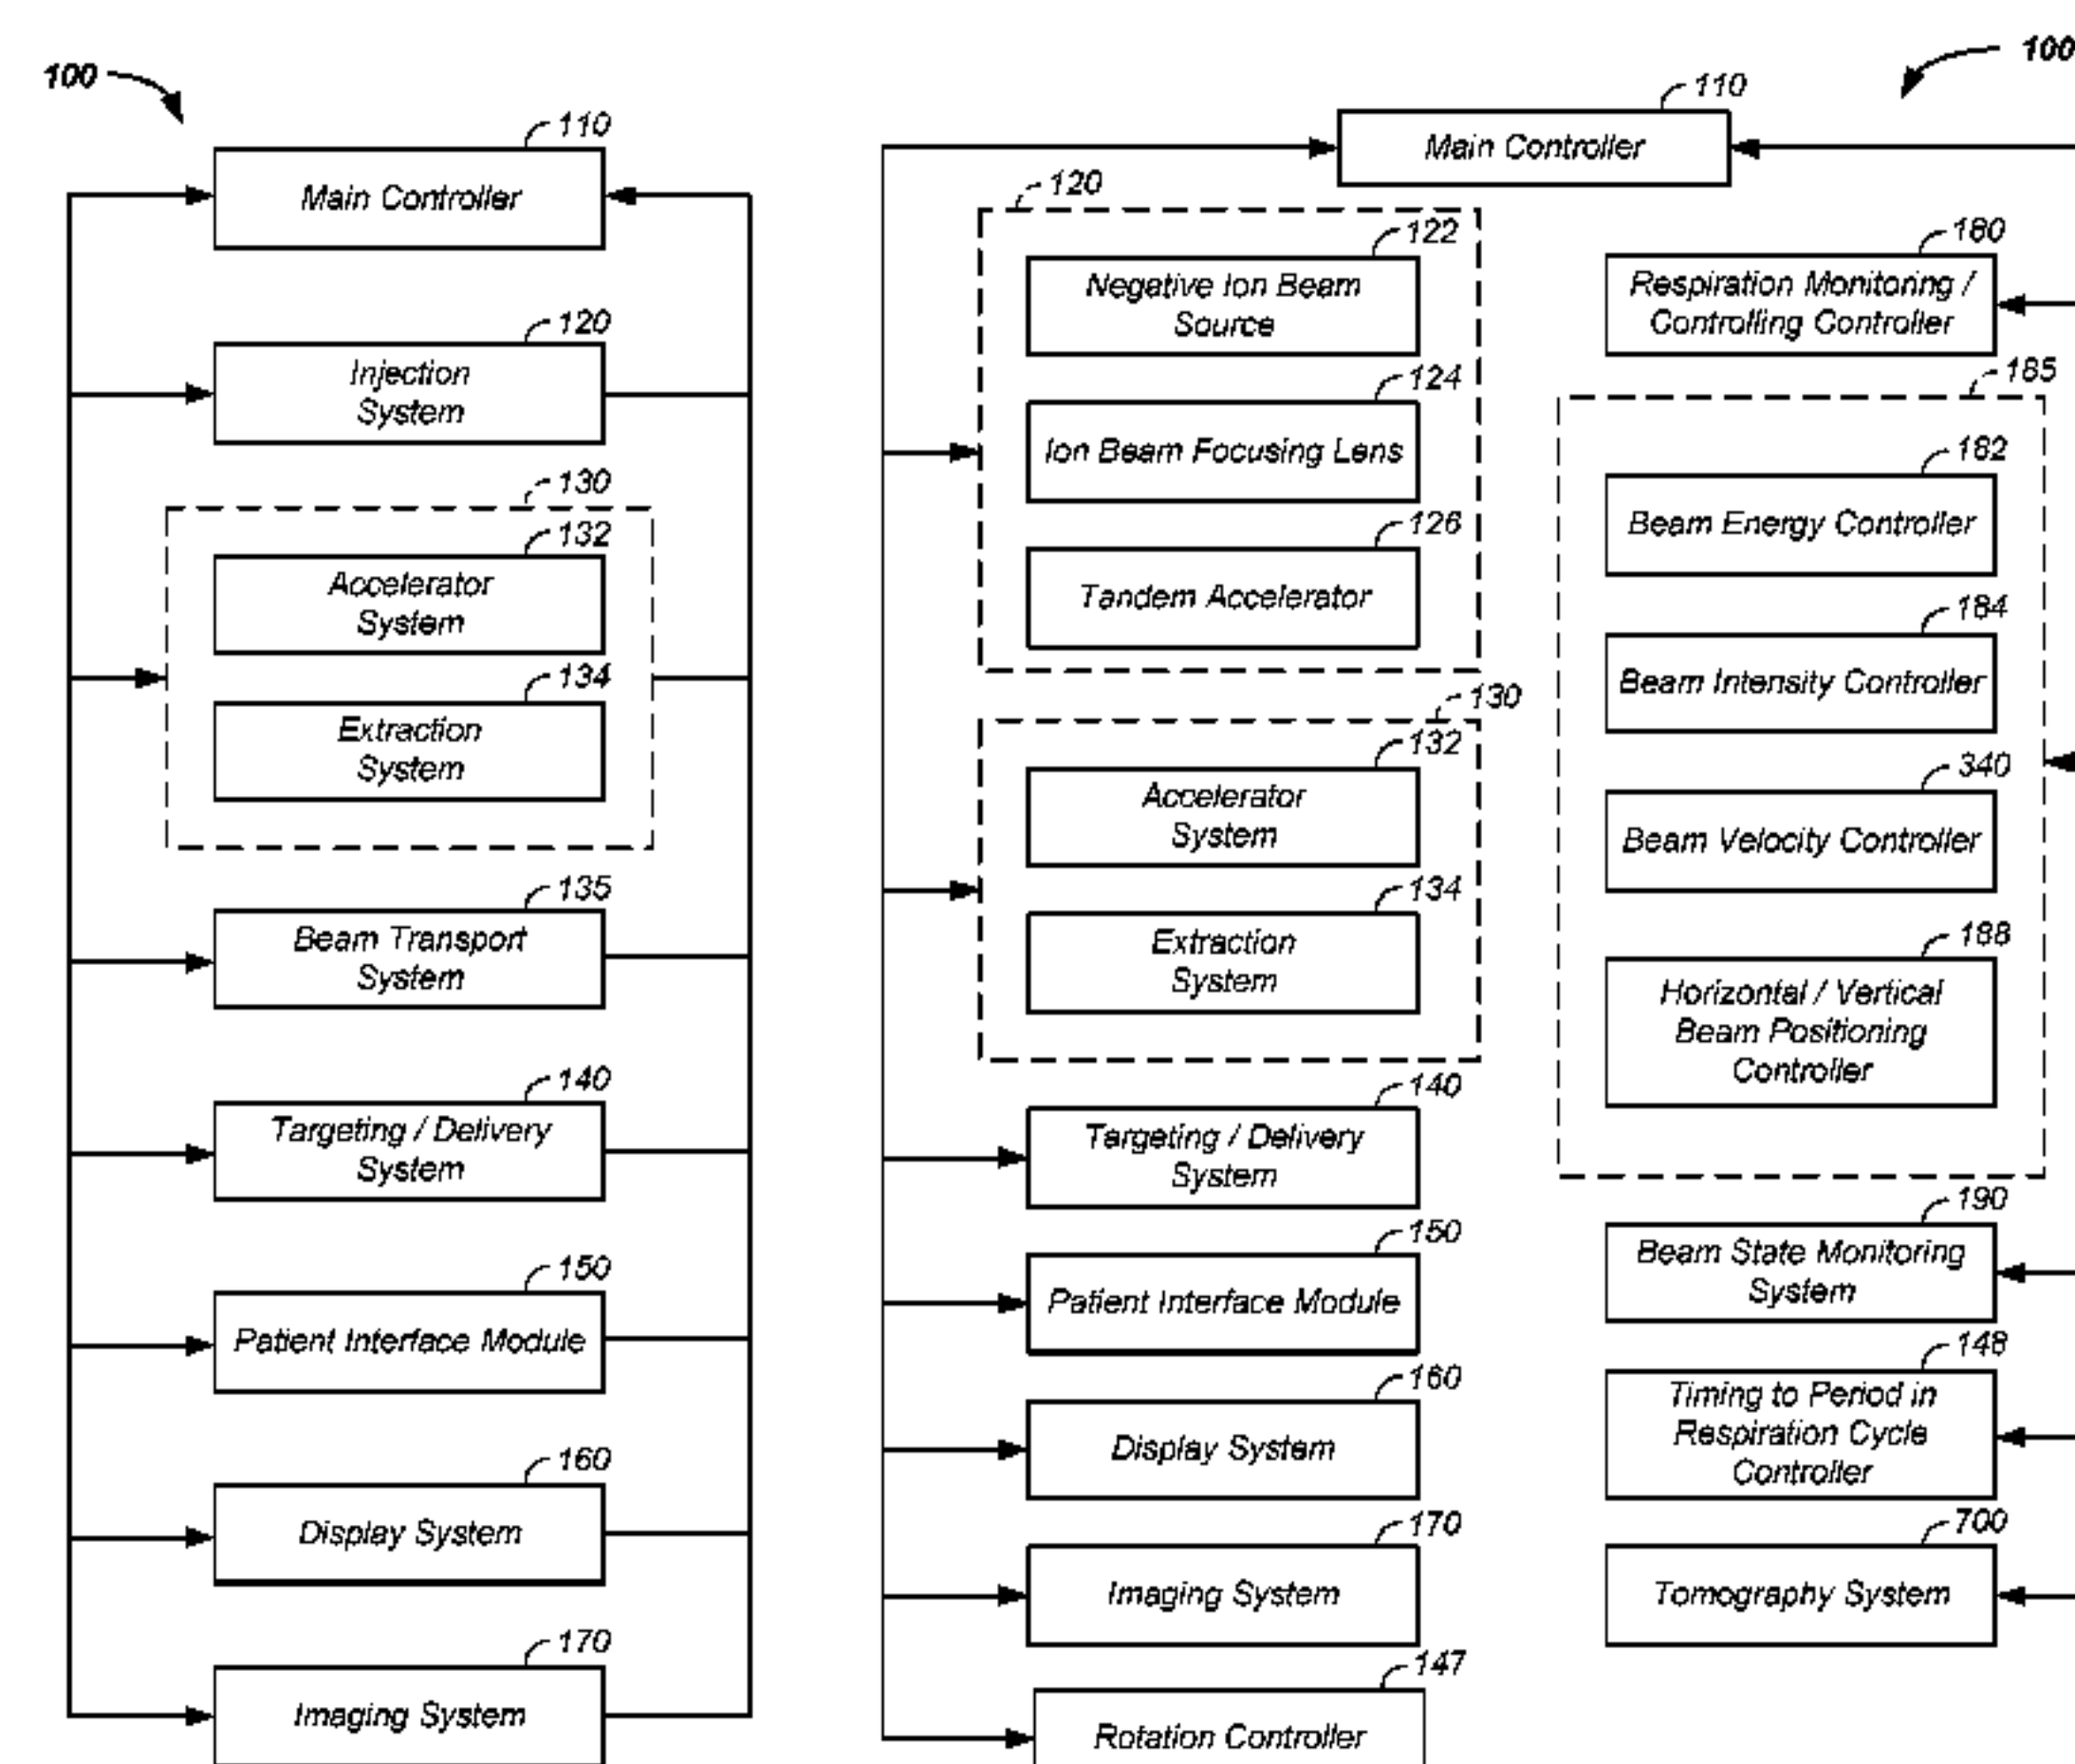 100
110
Main Controller
120
Injection
System
130
132
Accelerator
System
134
Extraction
System
135
Beam Transport
System
140
Targeting / Delivery
System
150
Patient Interface Module
160
Display System
170
Imaging System
100
110
Main Controller
120
122
Negative Ion Beam
Source
124
Ion Beam Focusing Lens
126
Tandem Accelerator
130
132
Accelerator
System
134
Extraction
System
140
Targeting / Delivery
System
150
Patient Interface Module
160
Display System
170
Imaging System
147
Rotation Controller
180
Respiration Monitoring /
Controlling Controller
185
182
Beam Energy Controller
184
Beam Intensity Controller
340
Beam Velocity Controller
188
Horizontal / Vertical
Beam Positioning
Controller
190
Beam State Monitoring
System
148
Timing to Period in
Respiration Cycle
Controller
700
Tomography System